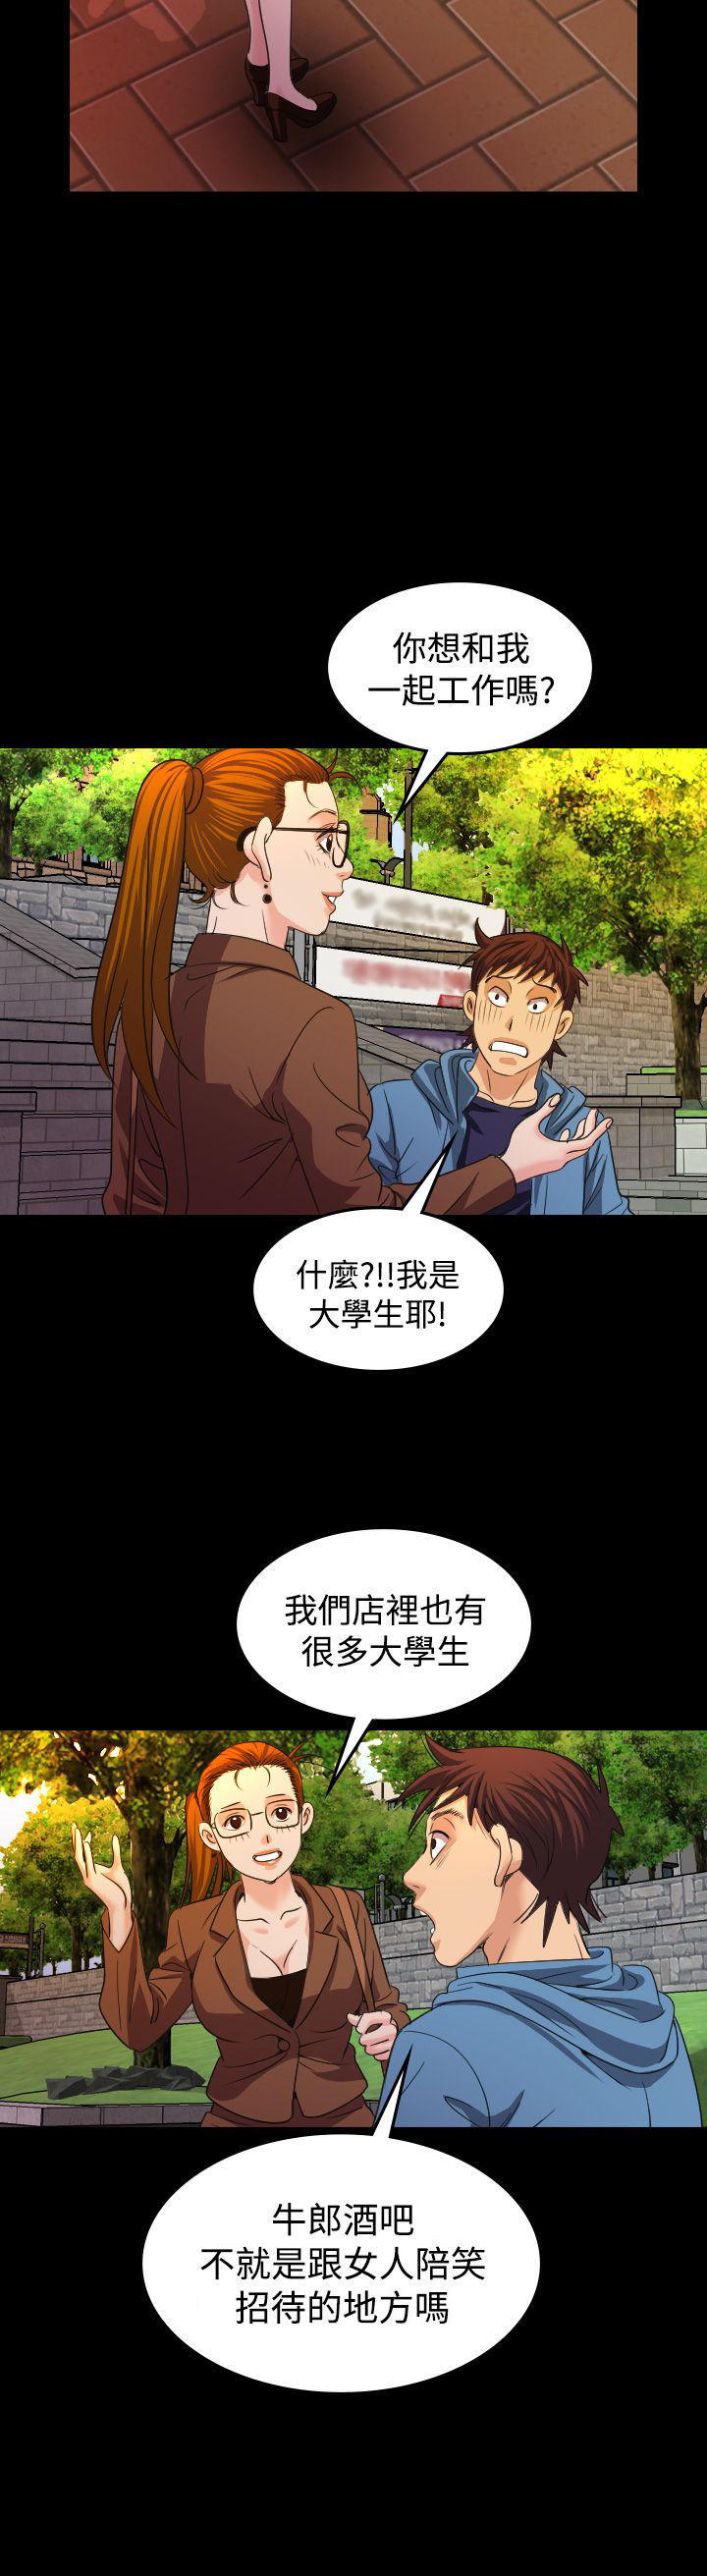 你想和我
一起工作嗎?
什麼?!!我是
大學生耶!
我們店裡也有
很多大學生
牛郎酒吧
不就是跟女人陪笑
招待的地方嗎